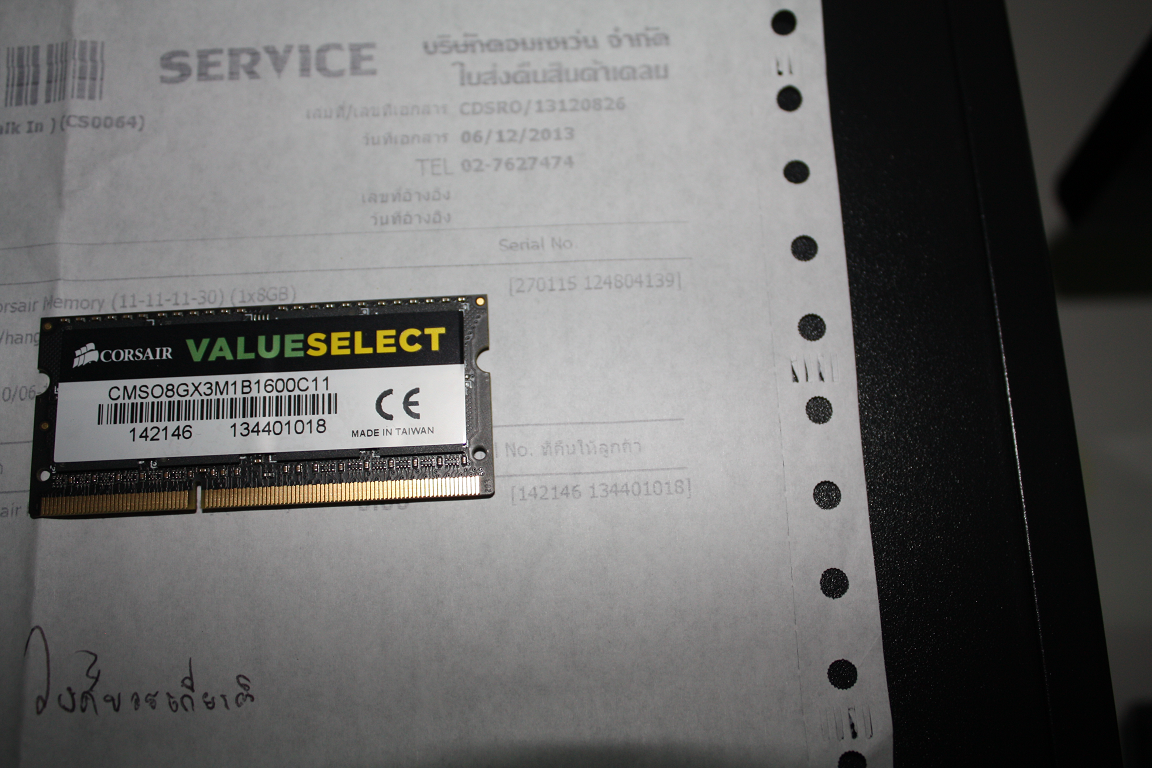 SERVICE
บริษัทคอมเซเว่น จำกัด
ใบส่งคืนสินค้าเคลม
เลขที่/เลขที่เอกสาร CDSRO/13120826
In ) (CS0064)
วันที่เอกสาร 06/12/2013
TEL 02-7627474
เลขที่อ้างอิง
วันที่อ้างอิง
Serial No.
Memory (11-11-11-30) (1x8GB)
[270115 124804139]
CORSAIR VALUESELECT
CMSO8GX3M1B1600C11
CE
142146 134401018
MADE IN TAIWAN
No. ที่คืนให้ลูกค้า
[142146 134401018]